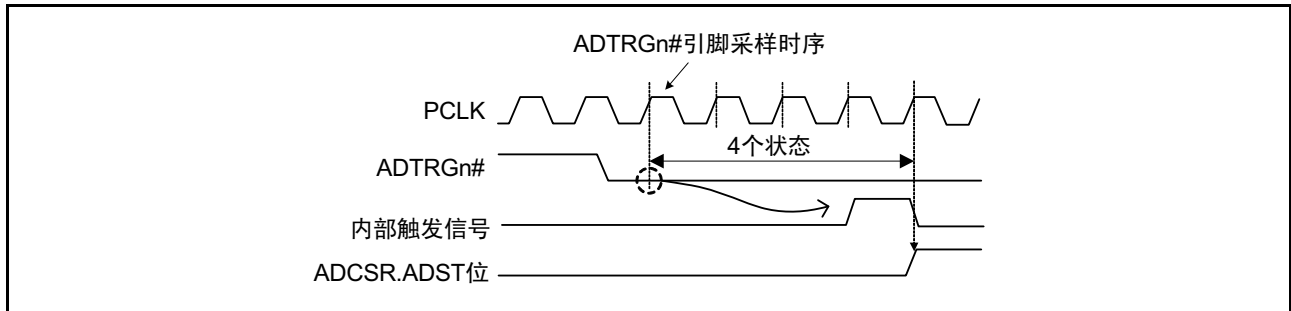 ADTRGn#引脚采样时序
PCLK
4个状态
ADTRGn#
内部触发信号
ADCSR.ADST位